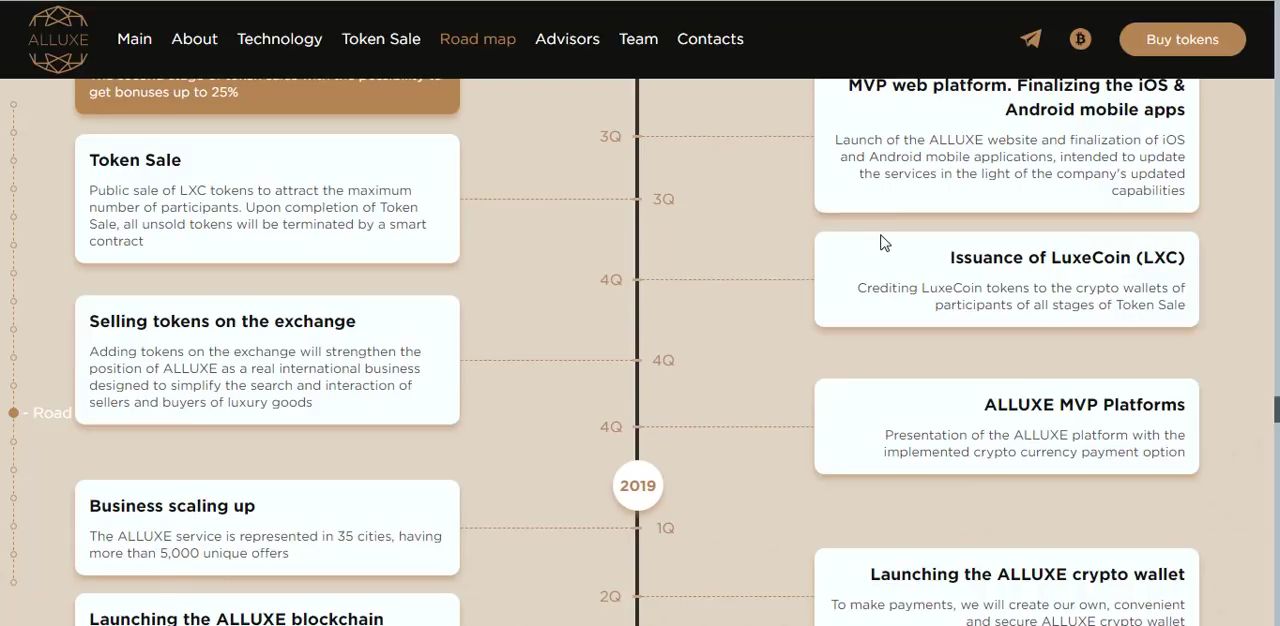 ALLUXE
Main About Technology Token Sale Road map Advisors Team Contacts
Buy tokens
get bonuses up to 25%
Token Sale
Public sale of LXC tokens to attract the maximum
number of participants. Upon completion of Token
Sale, all unsold tokens will be terminated by a smart
contract
Selling tokens on the exchange
Adding tokens on the exchange will strengthen the
position of ALLUXE as a real international business
designed to simplify the search and interaction of
sellers and buyers of luxury goods
- Road
Business scaling up
The ALLUXE service is represented in 35 cities, having
more than 5,000 unique offers
Launching the ALLUXE blockchain
3Q
3Q
4Q
4Q
4Q
2019
1Q
2Q
MVP web platform. Finalizing the iOS &
Android mobile apps
Launch of the ALLUXE website and finalization of iOS
and Android mobile applications, intended to update
the services in the light of the company's updated
capabilities
Issuance of LuxeCoin (LXC)
Crediting LuxeCoin tokens to the crypto wallets of
participants of all stages of Token Sale
ALLUXE MVP Platforms
Presentation of the ALLUXE platform with the
implemented crypto currency payment option
Launching the ALLUXE crypto wallet
To make payments, we will create our own, convenient
and secure ALLUXE crypto wallet